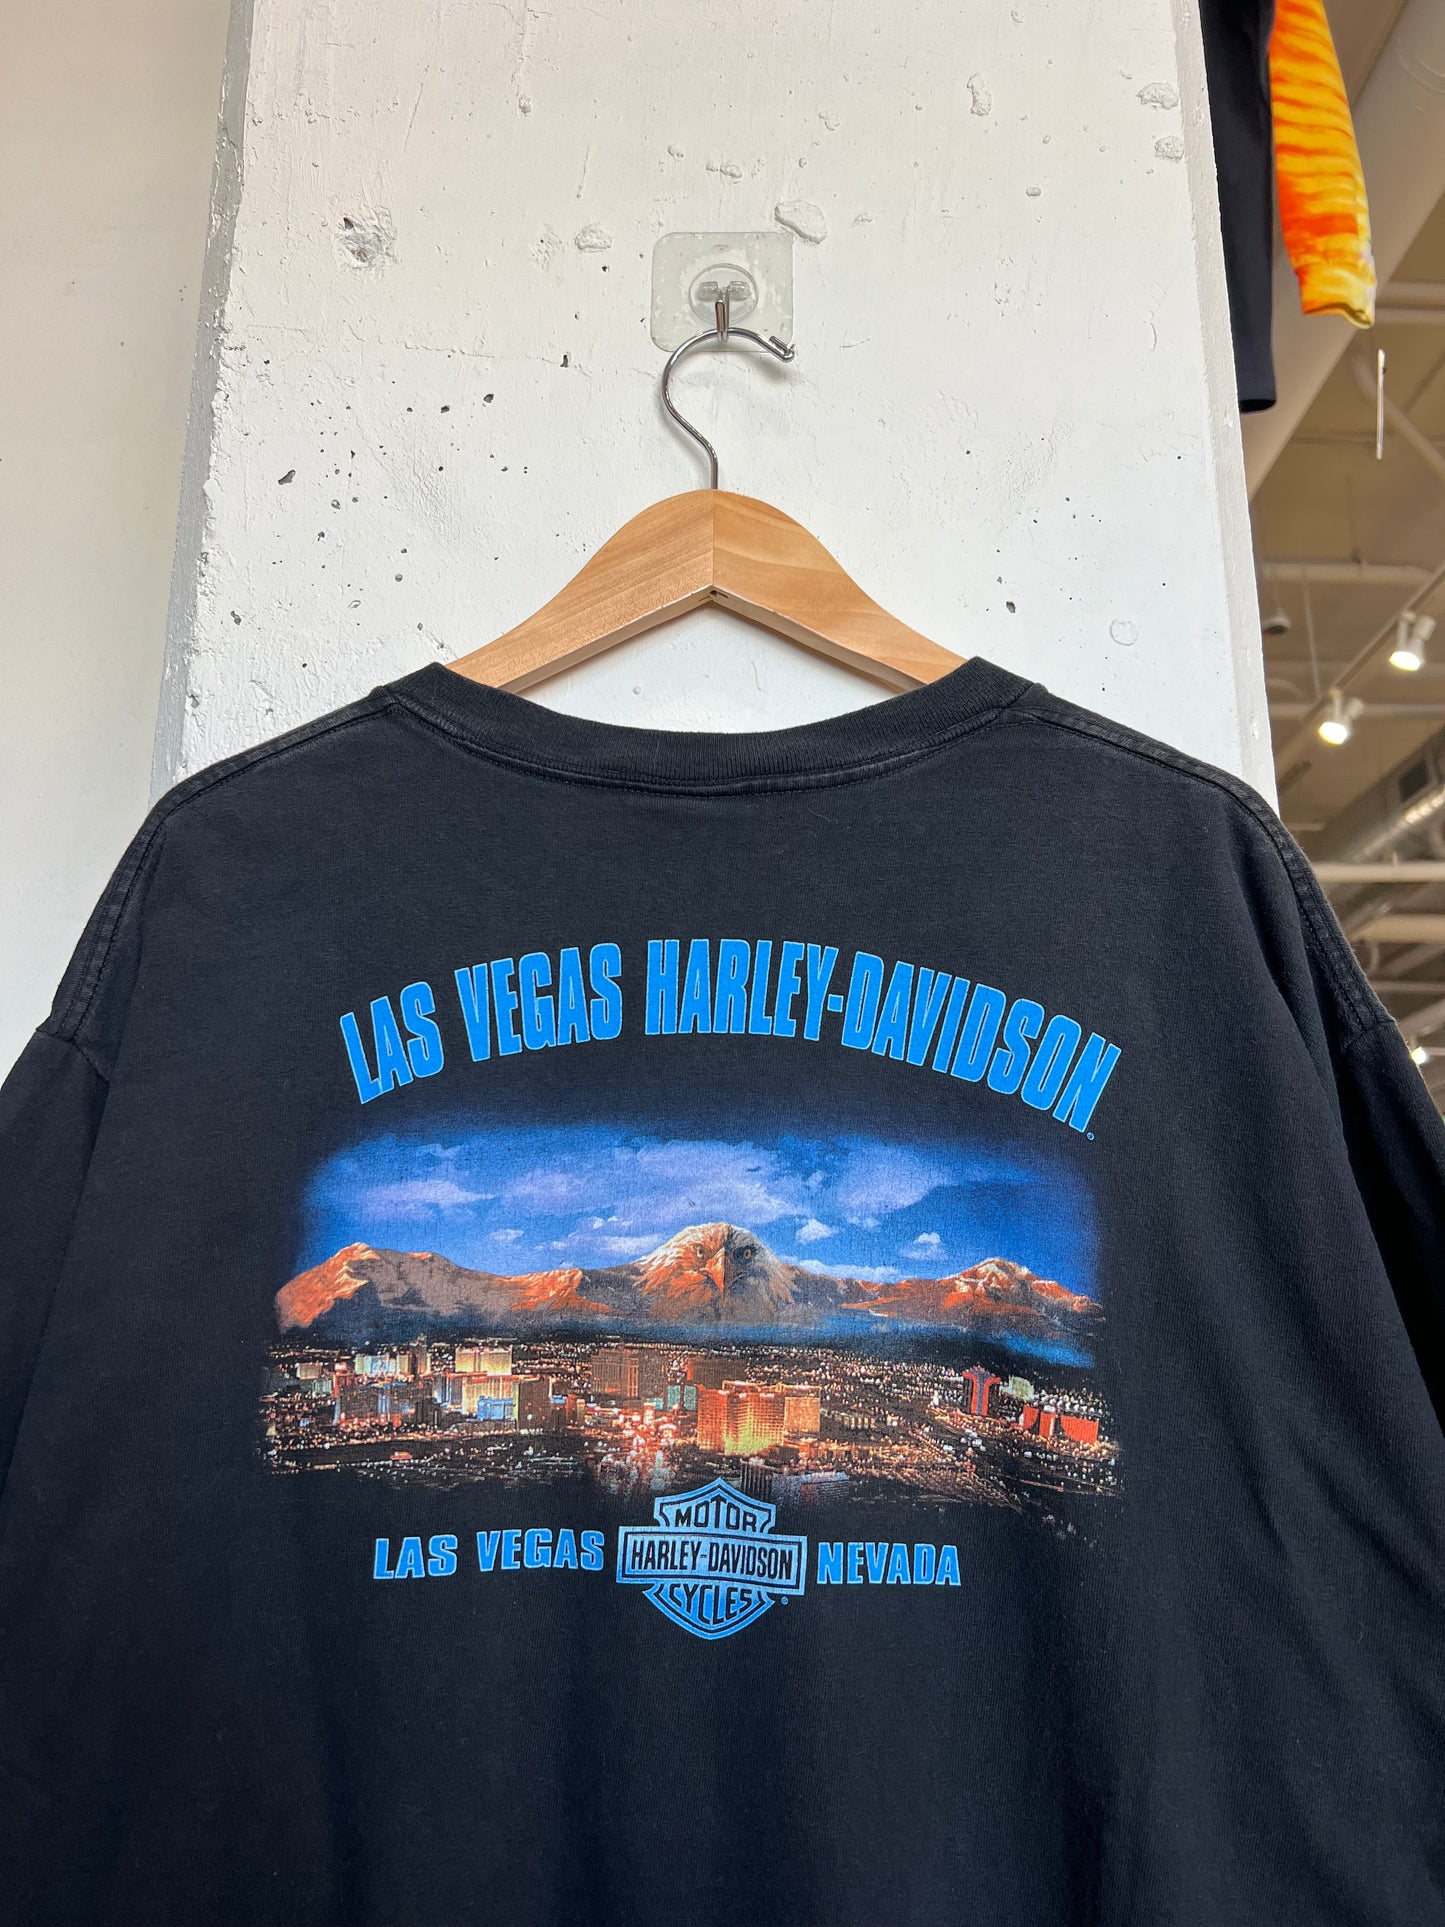 LAS VEGAS HARLEY-DAVIDSON®
MOTOR
LAS VEGAS HARLEY-DAVIDSON NEVADA
CYCLES®